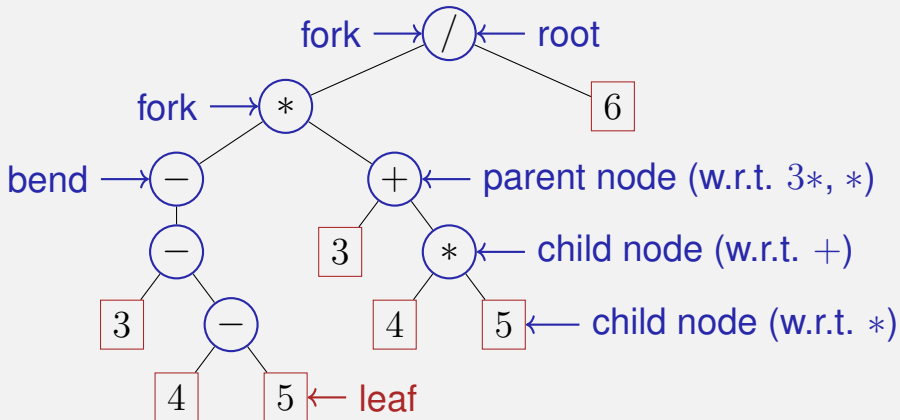 fork / root
fork * 6
bend − + parent node (w.r.t. 3*, *)
− 3 * child node (w.r.t. +)
3 − 4 5 child node (w.r.t. *)
4 5 leaf